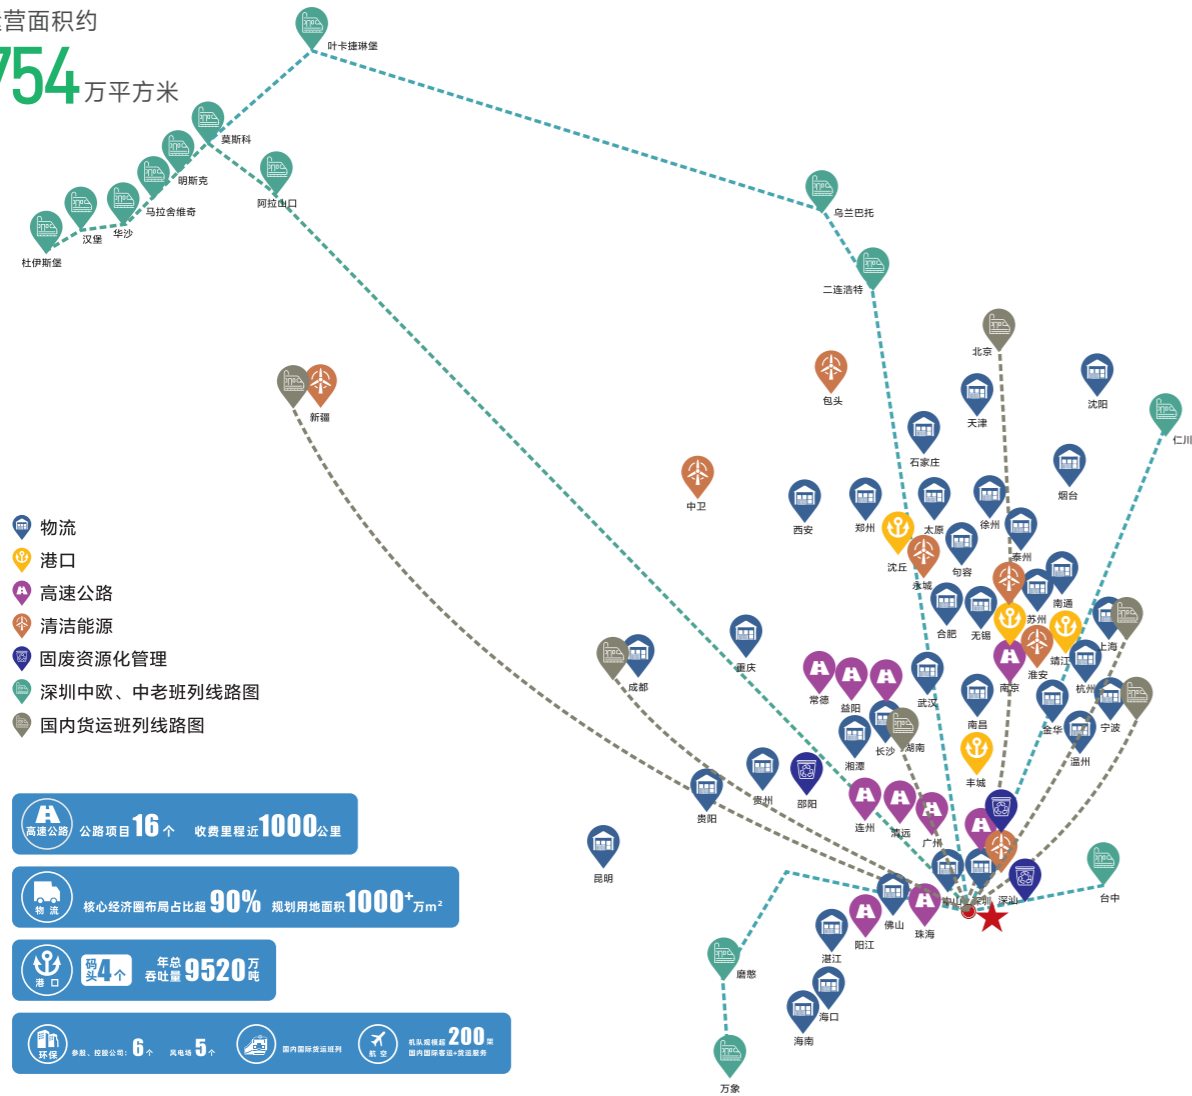 营面积约
754万平方米
叶卡捷琳堡
莫斯科
明斯克
阿拉山口
马拉舍维奇
华沙
汉堡
杜伊斯堡
乌兰巴托
二连浩特
北京
包头
天津
沈阳
新疆
仁川
石家庄
中卫
西安
郑州
太原
徐州
烟台
泰州
沈丘
永城
句容
南通
苏州
合肥
无锡
上海
靖江
淮安
南京
杭州
重庆
成都
常德
益阳
武汉
南昌
金华
宁波
长沙
湖南
湘潭
温州
丰城
贵州
邵阳
贵阳
连州
清远
广州
昆明
台中
中山
深圳
深汕
佛山
珠海
阳江
湛江
磨憨
海口
海南
万象
物流
港口
高速公路
清洁能源
固废资源化管理
深圳中欧、中老班列线路图
国内货运班列线路图
高速公路 公路项目16个 收费里程近1000公里
物流 核心经济圈布局占比超90% 规划用地面积1000+万m²
港口 码头4个 年总吞吐量9520万吨
环保 参股、控股公司：6个 风电场5个 国内国际货运班列 航空 机队规模超200架
国内国际客运+货运服务